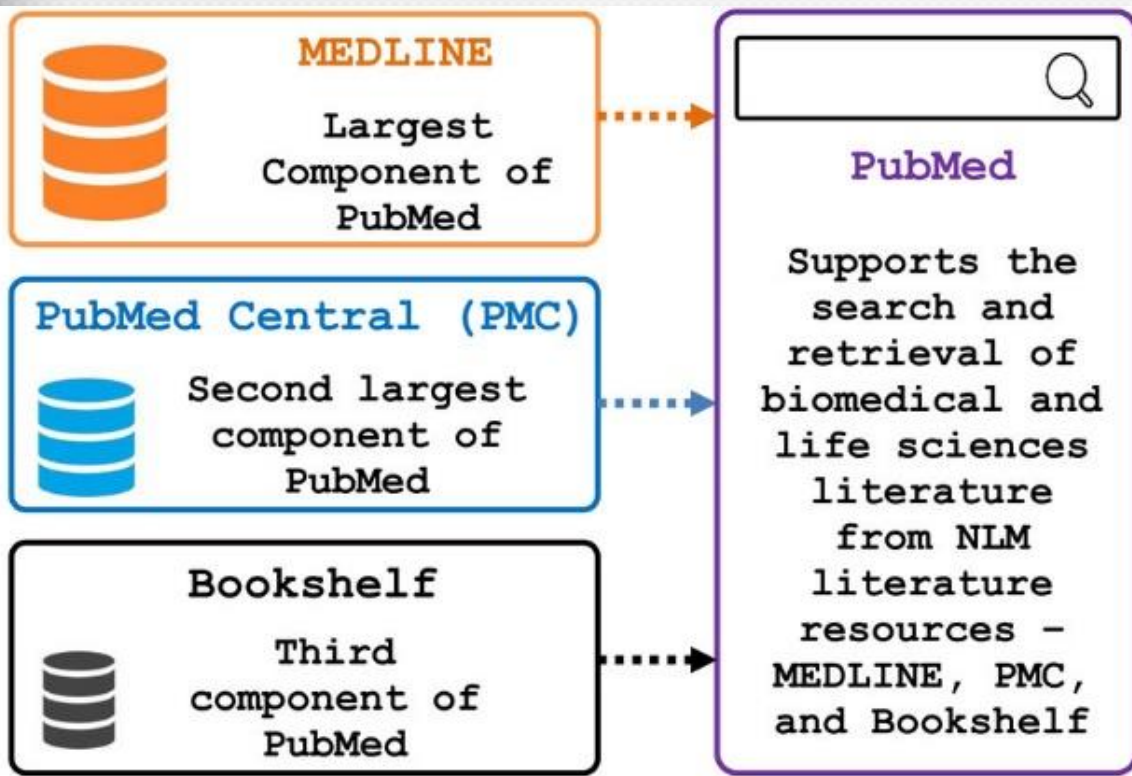 MEDLINE
Largest
Component of
PubMed
PubMed Central (PMC)
Second largest
component of
PubMed
Bookshelf
Third
component of
PubMed
PubMed
Supports the
search and
retrieval of
biomedical and
life sciences
literature
from NLM
literature
resources –
MEDLINE, PMC,
and Bookshelf